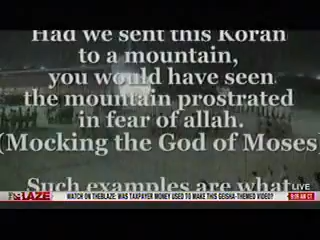 Had we sent this Koran
to a mountain,
you would have seen
the mountain prostrated
in fear of allah.
(Mocking the God of Moses)
Such examples are what
LIVE
BLAZE
WATCH ON THEBLAZE: WAS TAXPAYER MONEY USED TO MAKE THIS GEISHA-THEMED VIDEO?